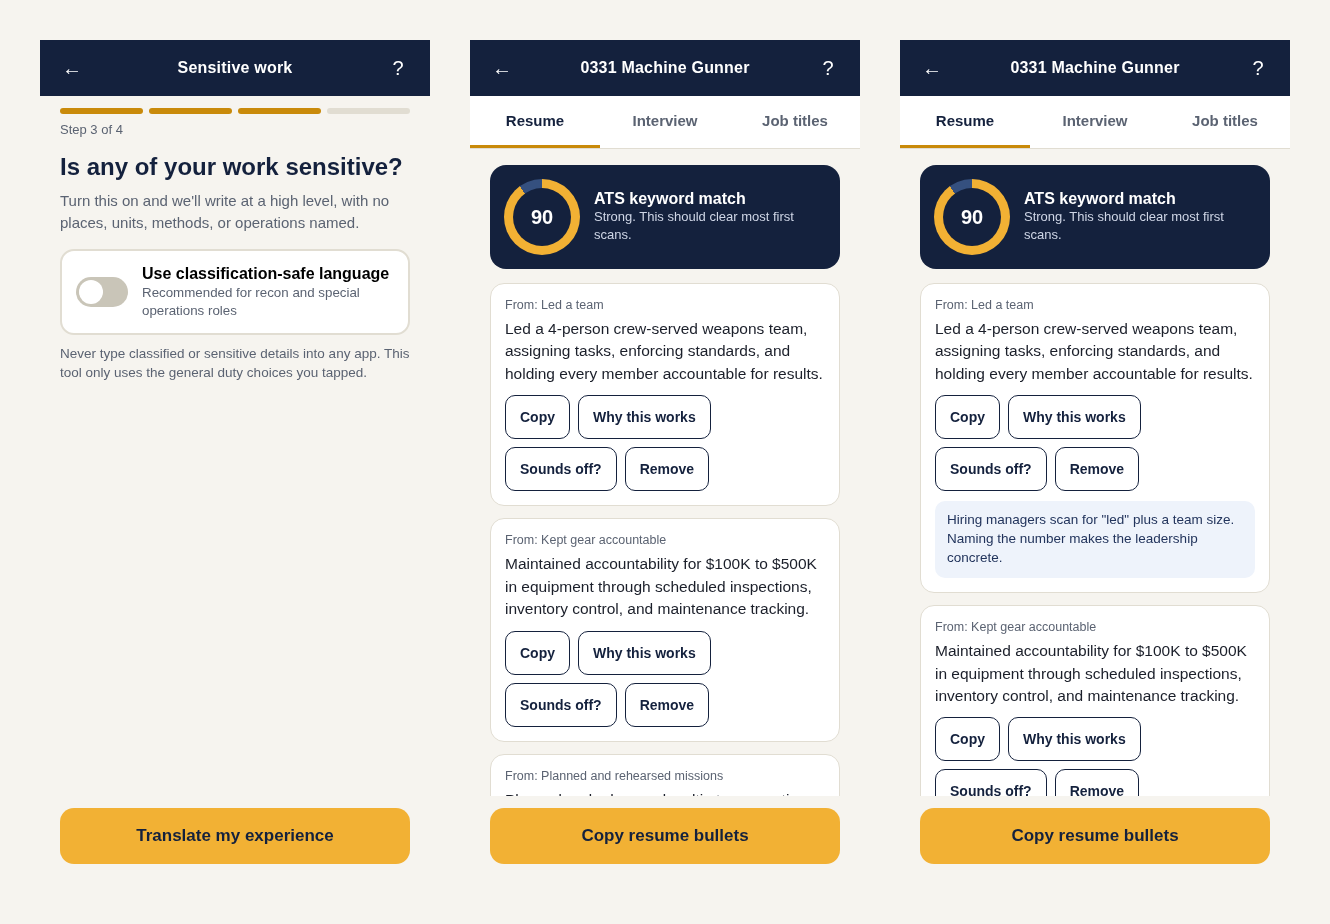 ← Sensitive work ?
Step 3 of 4
Is any of your work sensitive?
Turn this on and we'll write at a high level, with no
places, units, methods, or operations named.
Use classification-safe language
Recommended for recon and special
operations roles
Never type classified or sensitive details into any app. This
tool only uses the general duty choices you tapped.
Translate my experience
← 0331 Machine Gunner ?
Resume Interview Job titles
90
ATS keyword match
Strong. This should clear most first
scans.
From: Led a team
Led a 4-person crew-served weapons team,
assigning tasks, enforcing standards, and
holding every member accountable for results.
Copy Why this works
Sounds off? Remove
From: Kept gear accountable
Maintained accountability for $100K to $500K
in equipment through scheduled inspections,
inventory control, and maintenance tracking.
Copy Why this works
Sounds off? Remove
From: Planned and rehearsed missions
Copy resume bullets
← 0331 Machine Gunner ?
Resume Interview Job titles
90
ATS keyword match
Strong. This should clear most first
scans.
From: Led a team
Led a 4-person crew-served weapons team,
assigning tasks, enforcing standards, and
holding every member accountable for results.
Copy Why this works
Sounds off? Remove
Hiring managers scan for "led" plus a team size.
Naming the number makes the leadership
concrete.
From: Kept gear accountable
Maintained accountability for $100K to $500K
in equipment through scheduled inspections,
inventory control, and maintenance tracking.
Copy Why this works
Sounds off? Remove
Copy resume bullets